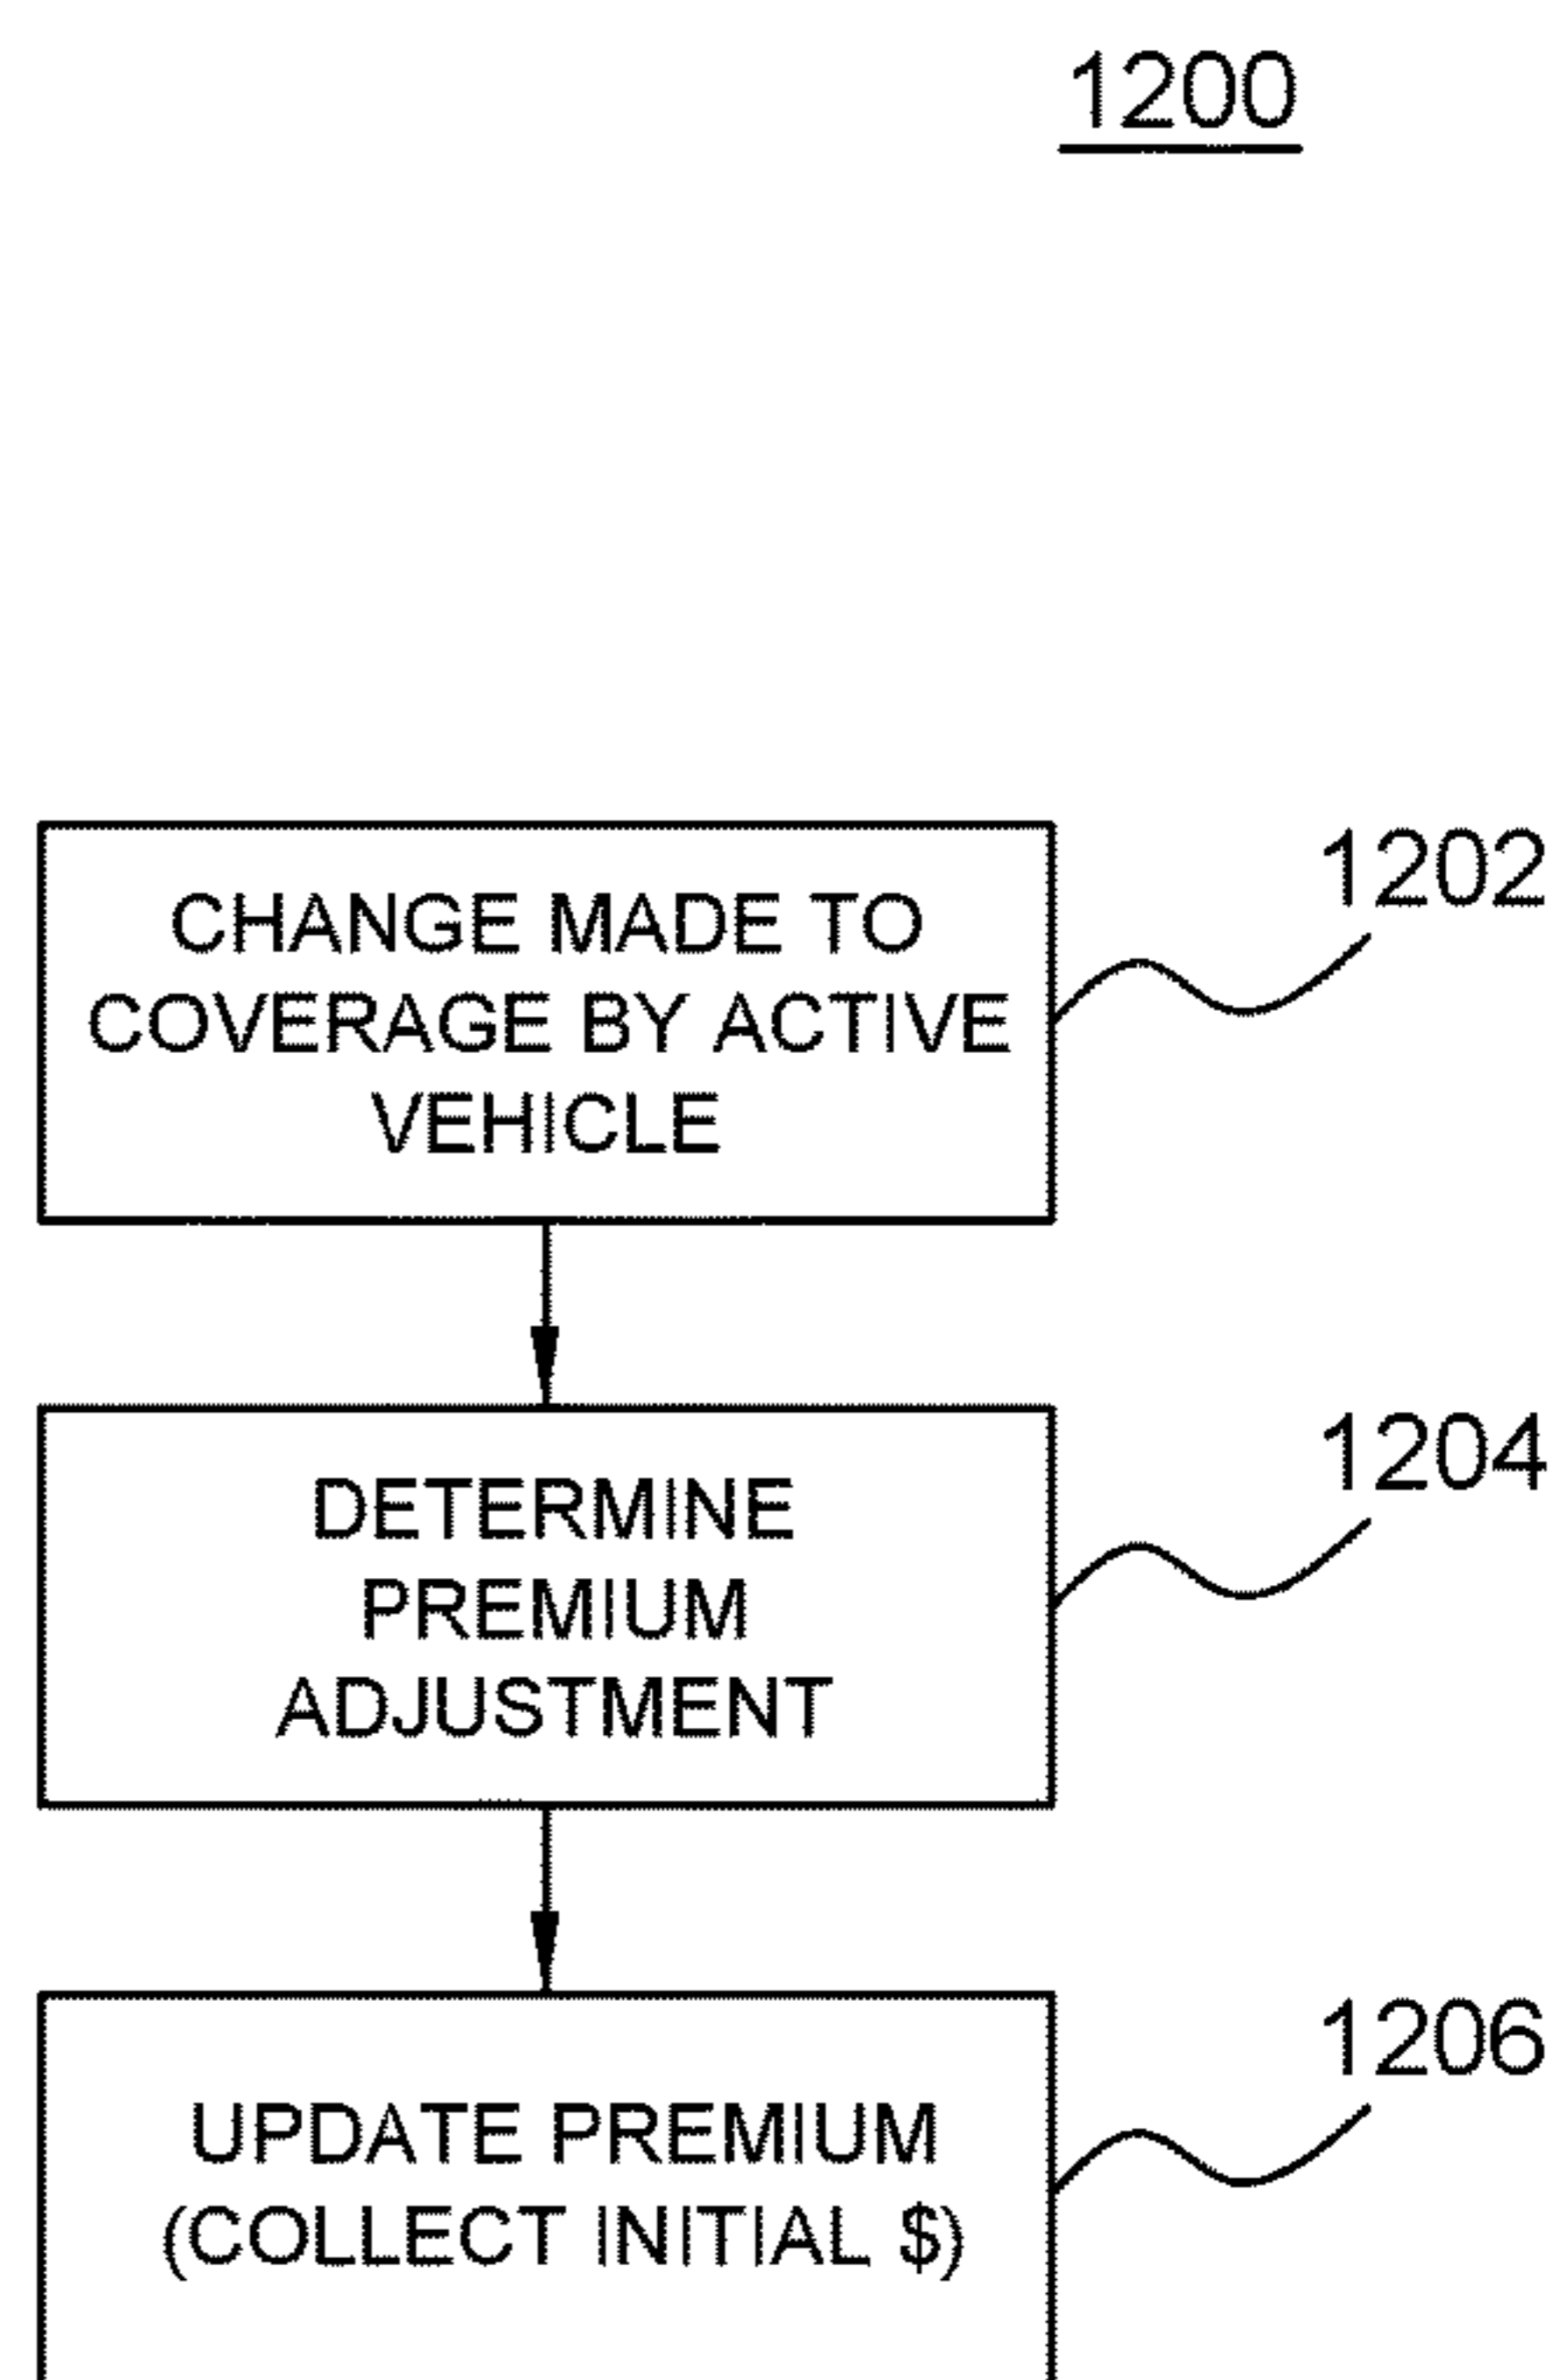 1200
CHANGE MADE TO
COVERAGE BY ACTIVE
VEHICLE
1202
DETERMINE
PREMIUM
ADJUSTMENT
1204
UPDATE PREMIUM
(COLLECT INITIAL $)
1206